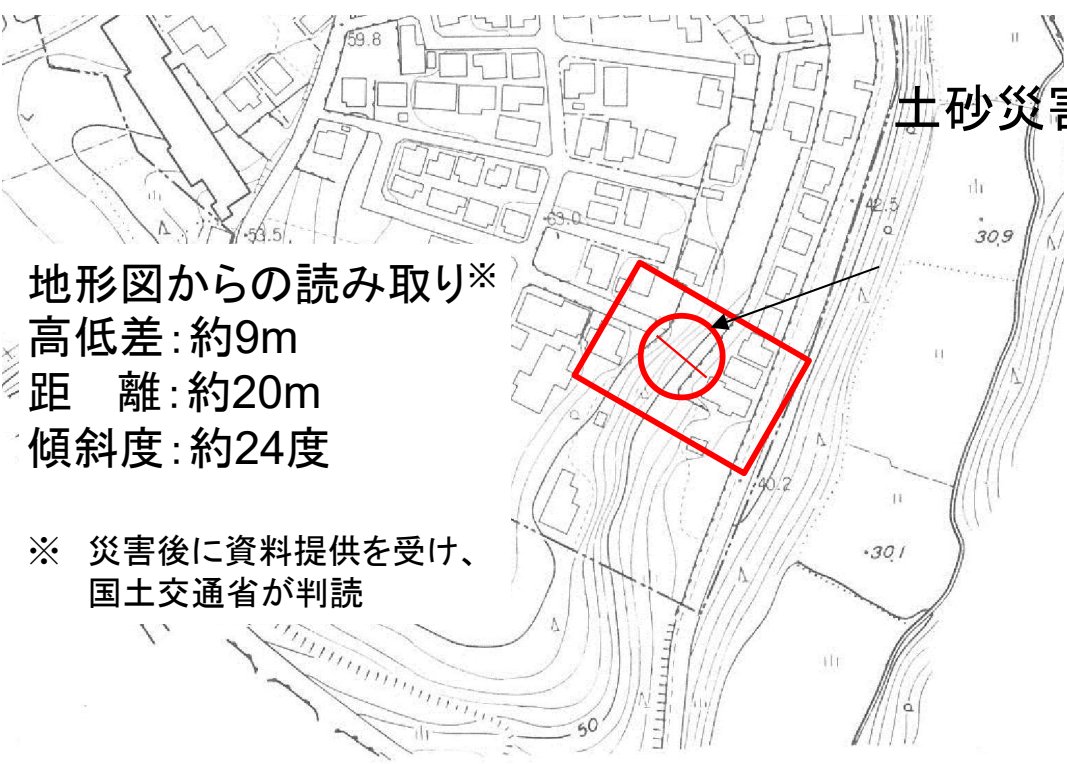 59.8
土砂災害
42.5
63.0
53.5
30.9
地形図からの読み取り※
高低差：約9m
距　離：約20m
傾斜度：約24度
40.2
※　災害後に資料提供を受け、
国土交通省が判読
30.1
50